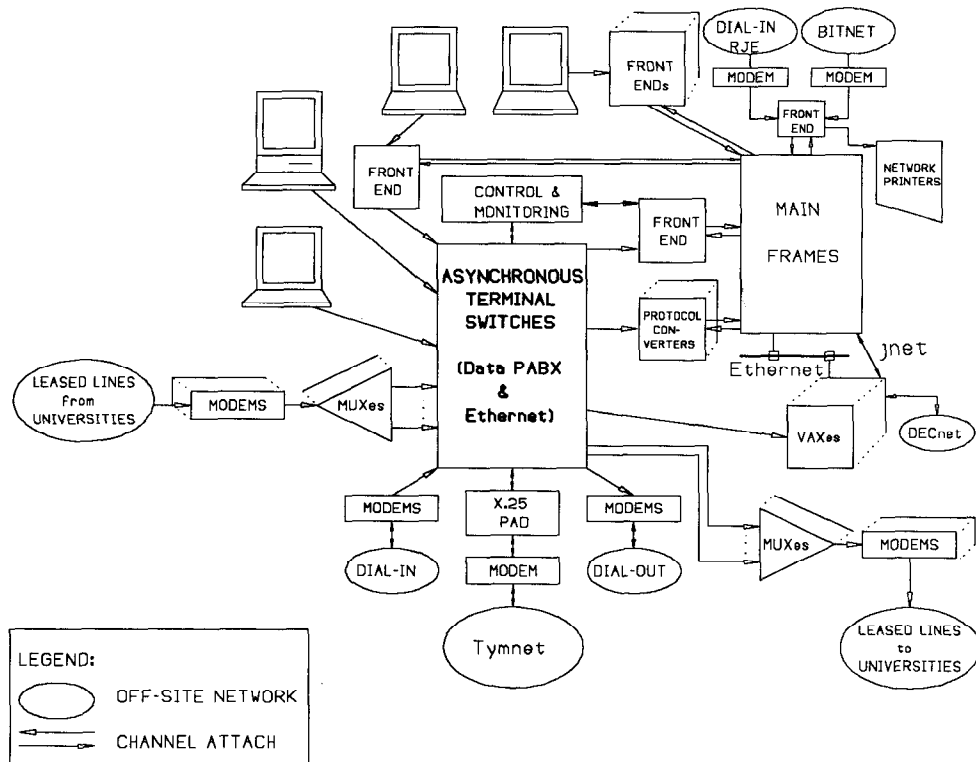 DIAL-IN
RJE
BITNET
MODEM
MODEM
FRONT
ENDs
FRONT
END
NETWORK
PRINTERS
FRONT
END
CONTROL &
MONITORING
FRONT
END
MAIN
FRAMES
ASYNCHRONOUS
TERMINAL
SWITCHES
(Data PABX
&
Ethernet)
PROTOCOL
CON-
VERTERS
Ethernet
jnet
LEASED LINES
from
UNIVERSITIES
MODEMS
MUXes
VAXes
DECnet
MODEMS
X.25
PAD
MODEMS
DIAL-IN
MODEM
DIAL-OUT
MUXes
MODEMS
Tymnet
LEASED LINES
to
UNIVERSITIES
LEGEND:
OFF-SITE NETWORK
CHANNEL ATTACH